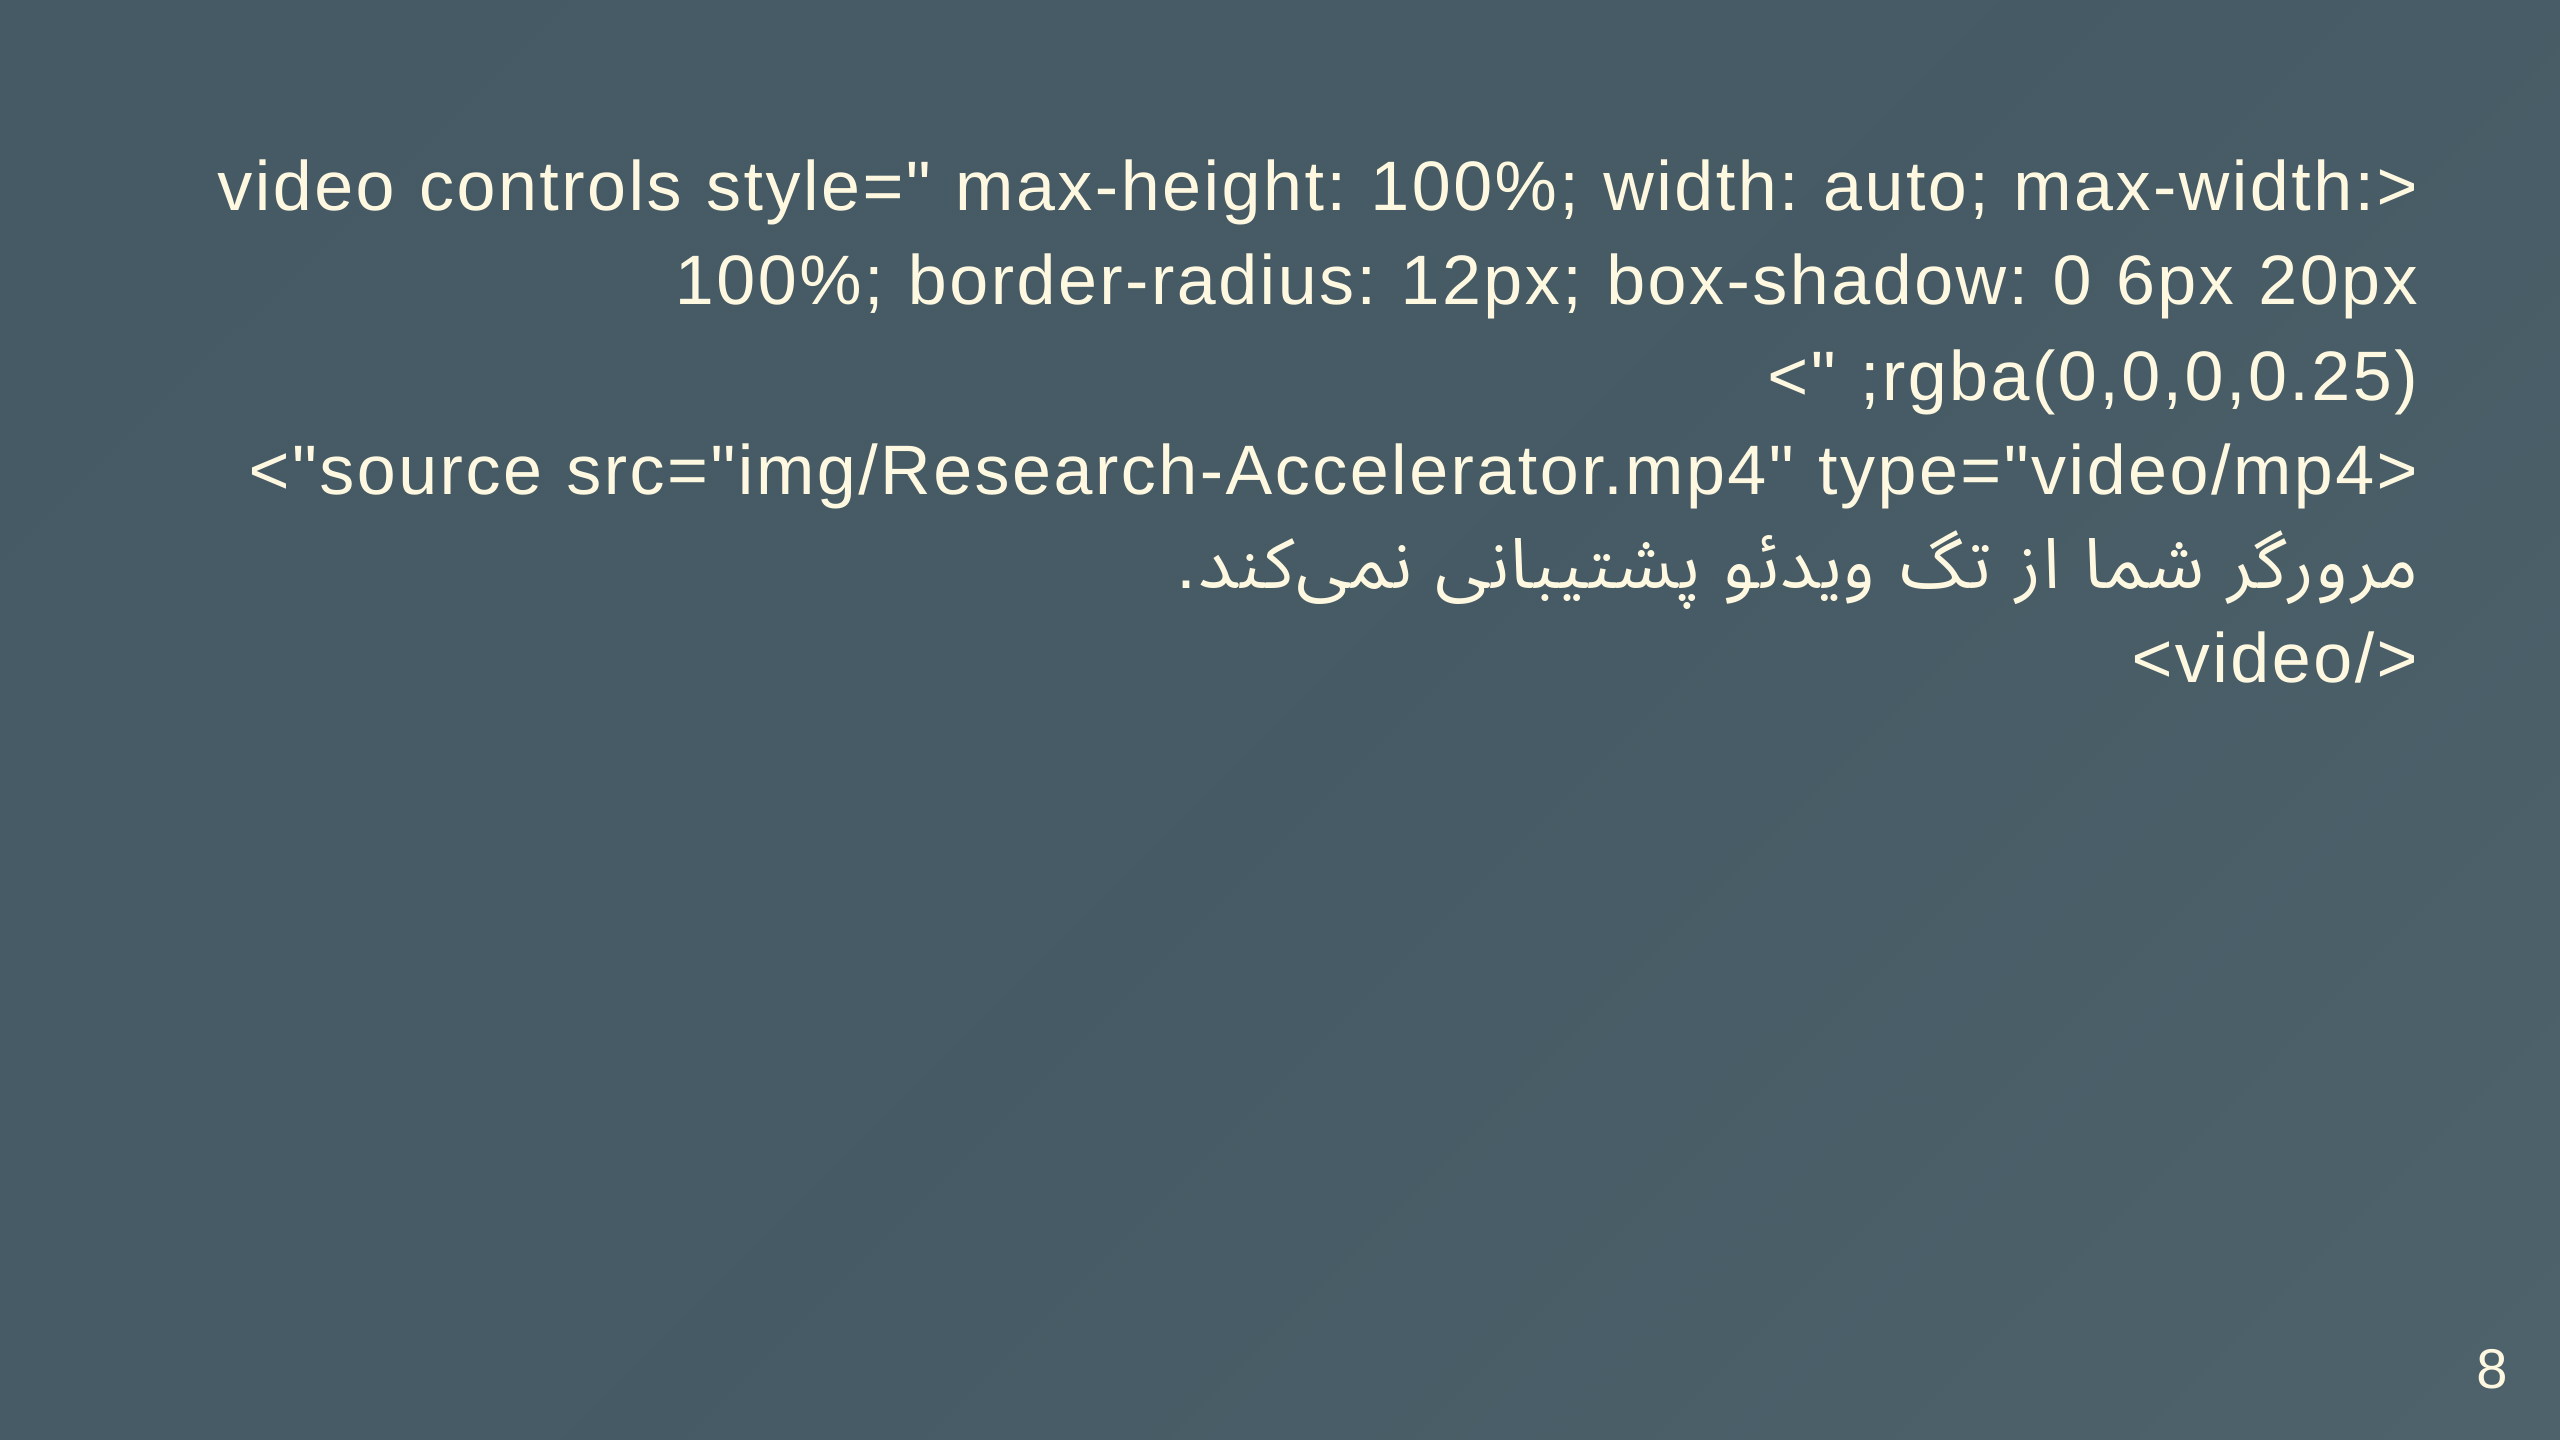 <video controls style=" max-height: 100%; width: auto; max-width:
100%; border-radius: 12px; box-shadow: 0 6px 20px
rgba(0,0,0,0.25); ">
<source src="img/Research-Accelerator.mp4" type="video/mp4">
مرورگر شما از تگ ویدئو پشتیبانی نمی‌کند.
</video>
8